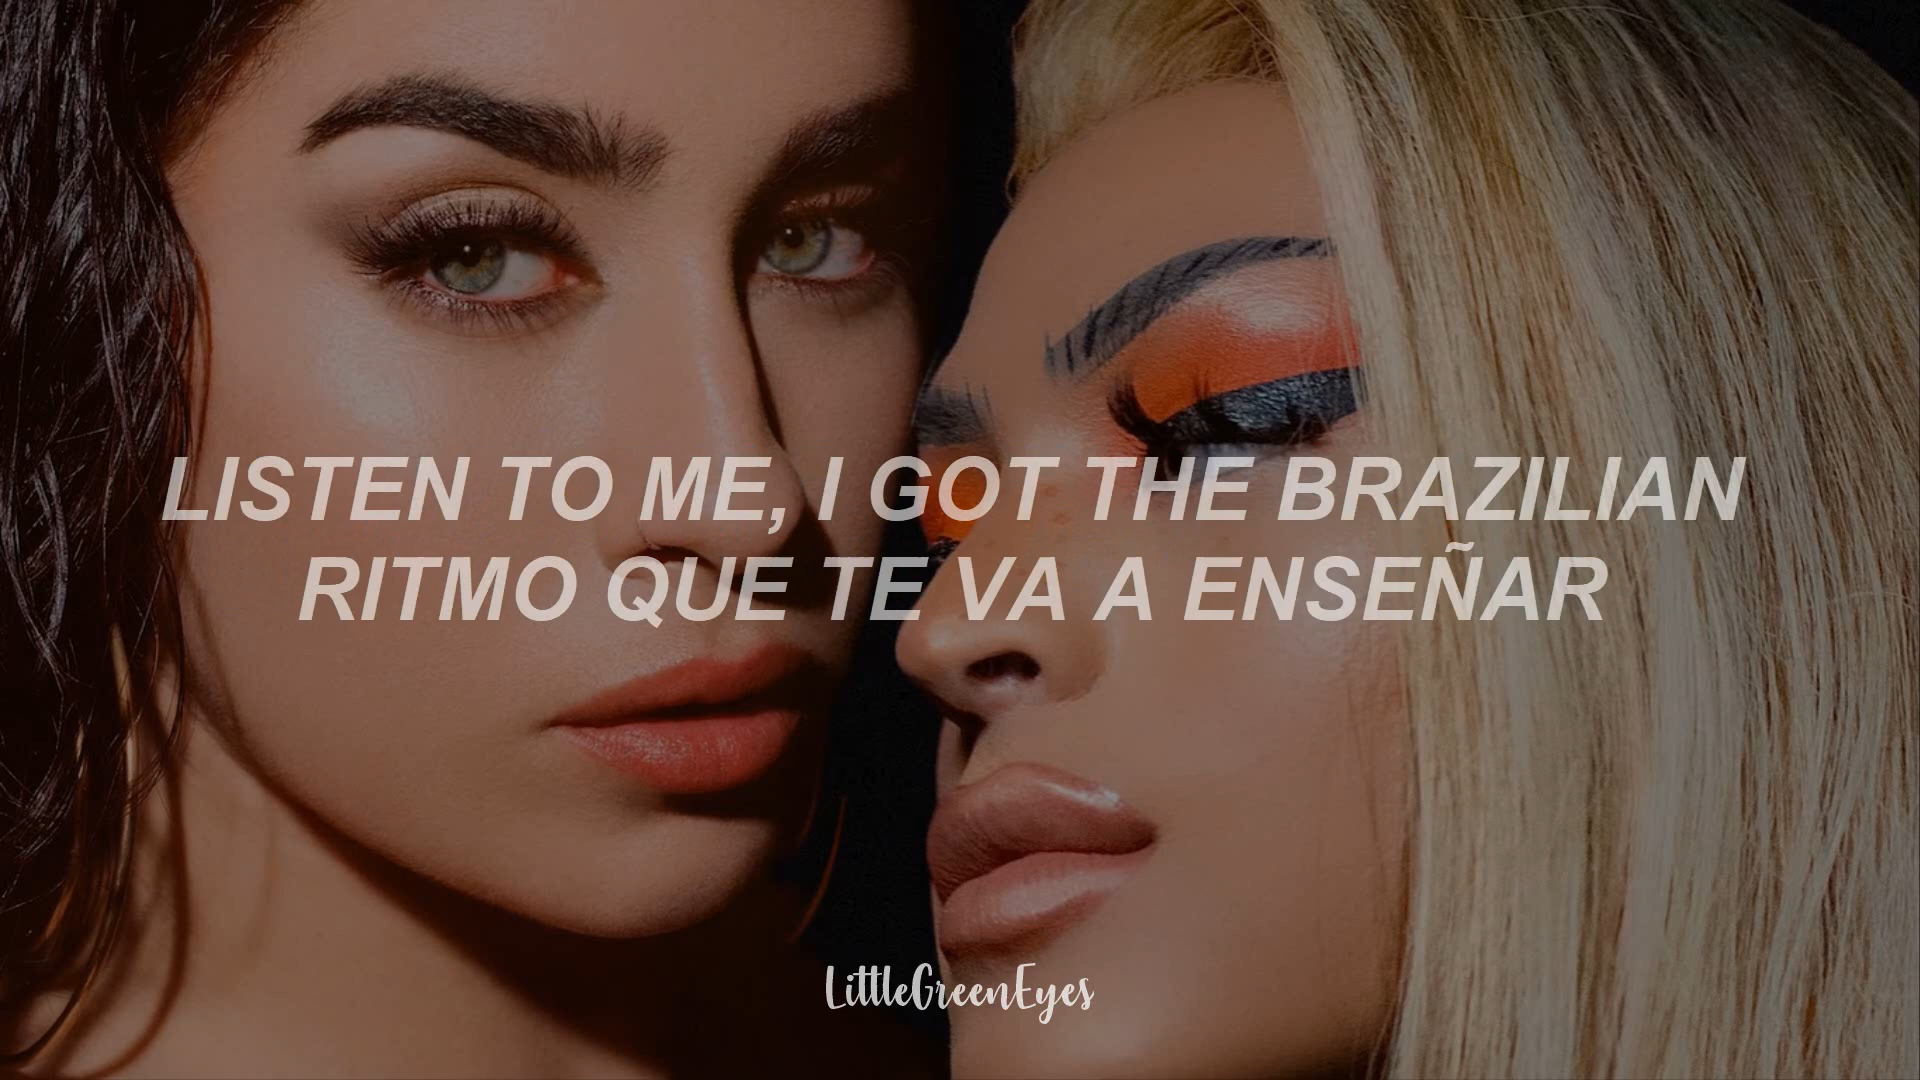 LISTEN TO ME, I GOT THE BRAZILIAN
RITMO QUE TE VA A ENSEÑAR
LittleGreenEyes